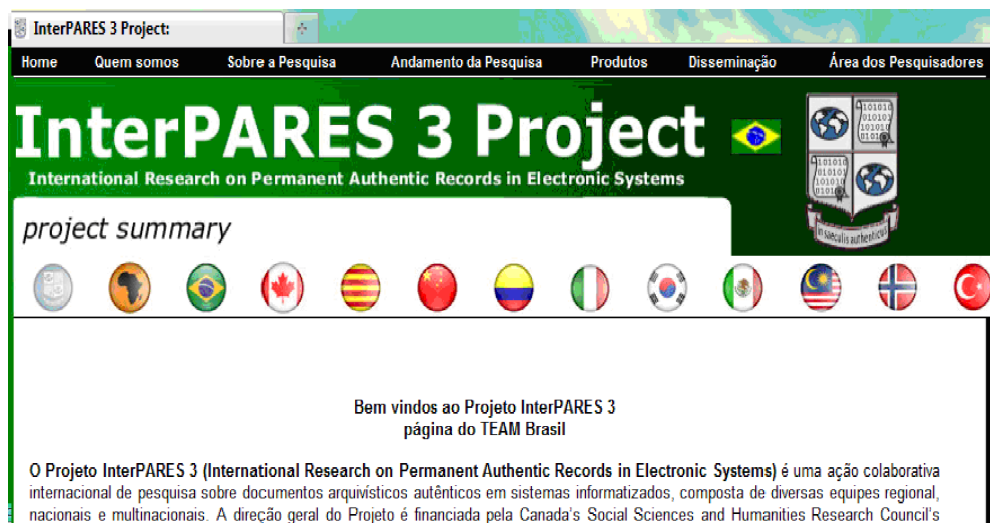 InterPARES 3 Project:
Home Quem somos Sobre a Pesquisa Andamento da Pesquisa Produtos Disseminação Área dos Pesquisadores
InterPARES 3 Project
International Research on Permanent Authentic Records in Electronic Systems
project summary
in saeculis authenticus
Bem vindos ao Projeto InterPARES 3
página do TEAM Brasil
O Projeto InterPARES 3 (International Research on Permanent Authentic Records in Electronic Systems) é uma ação colaborativa
internacional de pesquisa sobre documentos arquivísticos autênticos em sistemas informatizados, composta de diversas equipes regional,
nacionais e multinacionais. A direção geral do Projeto é financiada pela Canada's Social Sciences and Humanities Research Council's